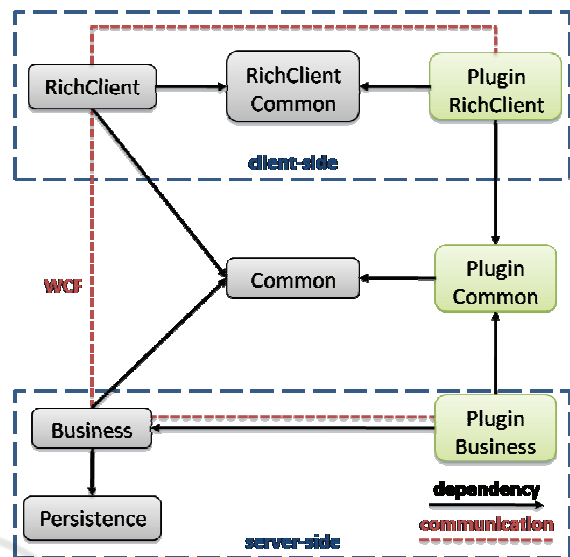 RichClient
RichClient
Common
Plugin
RichClient
client-side
WCF
Common
Plugin
Common
Business
Plugin
Business
Persistence
dependency
communication
server-side